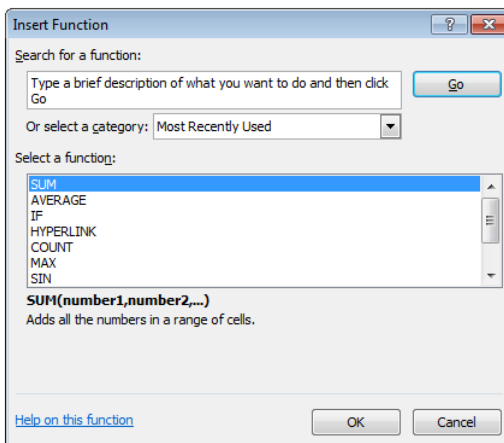 Insert Function
Search for a function:
Type a brief description of what you want to do and then click
Go
Go
Or select a category: Most Recently Used
Select a function:
SUM
AVERAGE
IF
HYPERLINK
COUNT
MAX
SIN
SUM(number1,number2,...)
Adds all the numbers in a range of cells.
Help on this function
OK
Cancel